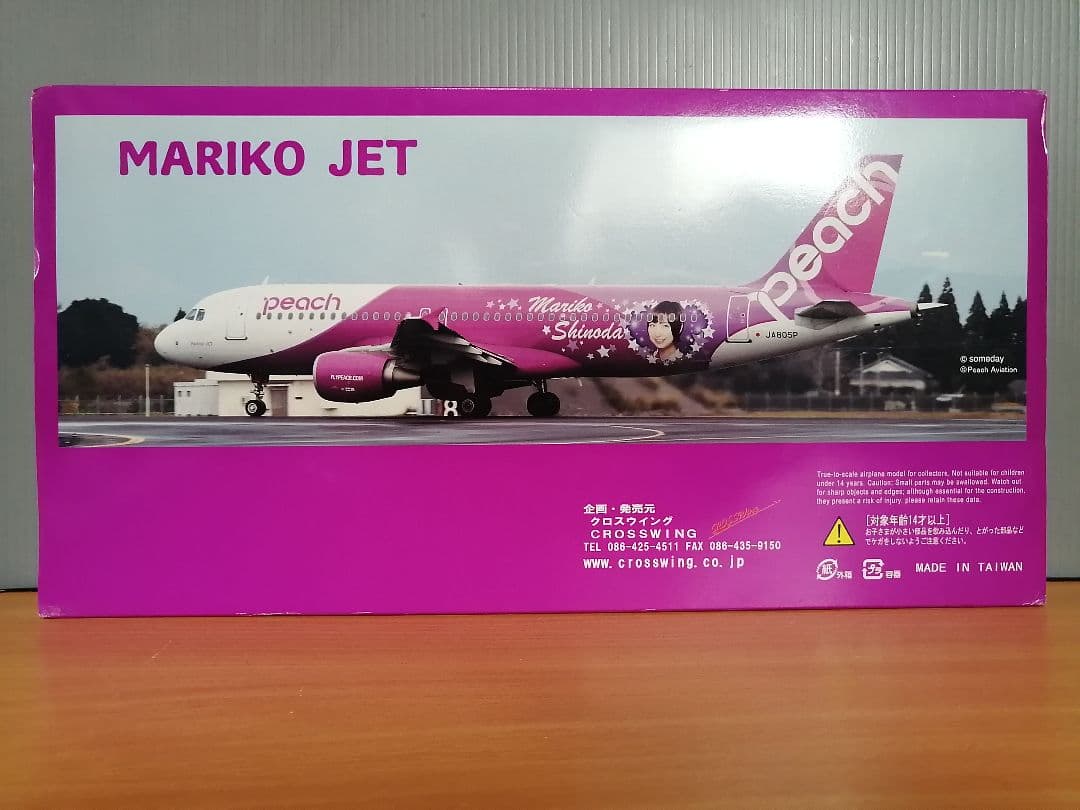 MARIKO JET
peach
Mariko
Shinoda
peach
JA805P
Mariko JET
FLYPEACE.COM
8
© someday
©Peach Aviation
True-to-scale airplane model for collectors. Not suitable for children
under 14 years. Caution: Small parts may be swallowed. Watch out
for sharp objects and edges; although essential for the construction,
they present a risk of injury. please retain these data.
企画・発売元
クロスウイング
CROSSWING
CROSSWING
TEL 086-425-4511 FAX 086-435-9150
www.crosswing.co.jp
[対象年齢14才以上]
お子さまが小さい部品を飲み込んだり、とがった部品など
でケガをしないようご注意ください。
紙 外箱
プラ 容器
MADE IN TAIWAN